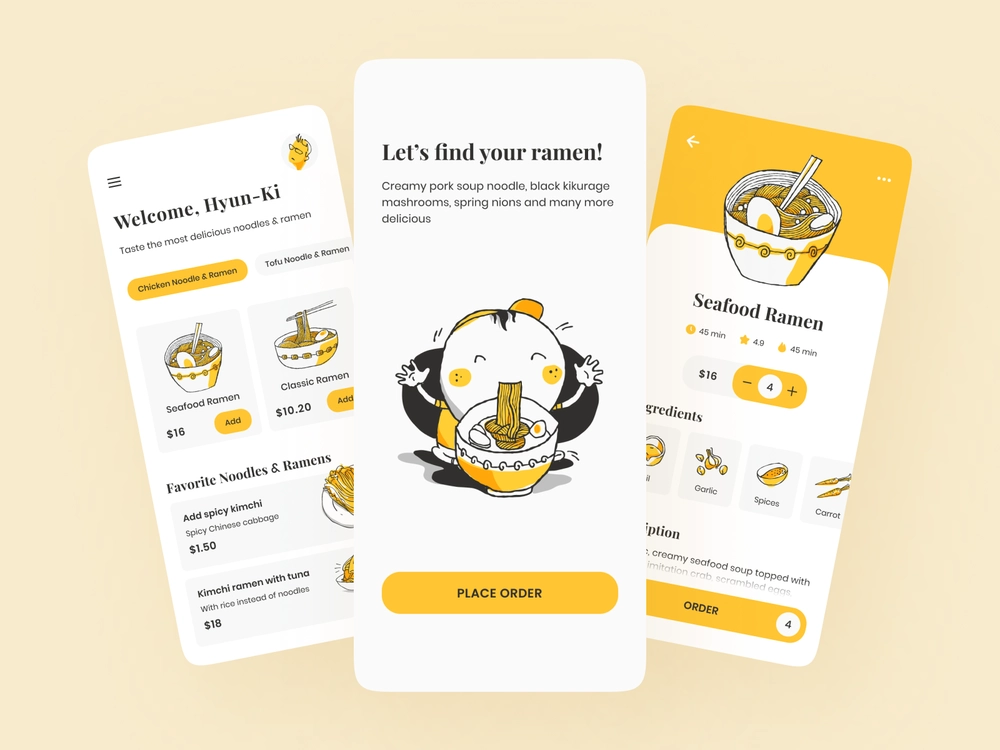 Welcome, Hyun-Ki
Taste the most delicious noodles & ramen
Chicken Noodle & Ramen
Tofu Noodle & Ramen
Seafood Ramen
$16
Add
Classic Ramen
$10.20
Add
Favorite Noodles & Ramens
Add spicy kimchi
Spicy Chinese cabbage
$1.50
Kimchi ramen with tuna
With rice instead of noodles
$18
Let's find your ramen!
Creamy pork soup noodle, black kikurage
mashrooms, spring nions and many more
delicious
PLACE ORDER
Seafood Ramen
45 min
4.9
45 min
$16
4
Garlic
Spices
Carrot
creamy seafood soup topped with
imitation crab, scrambled eggs,
ORDER
4